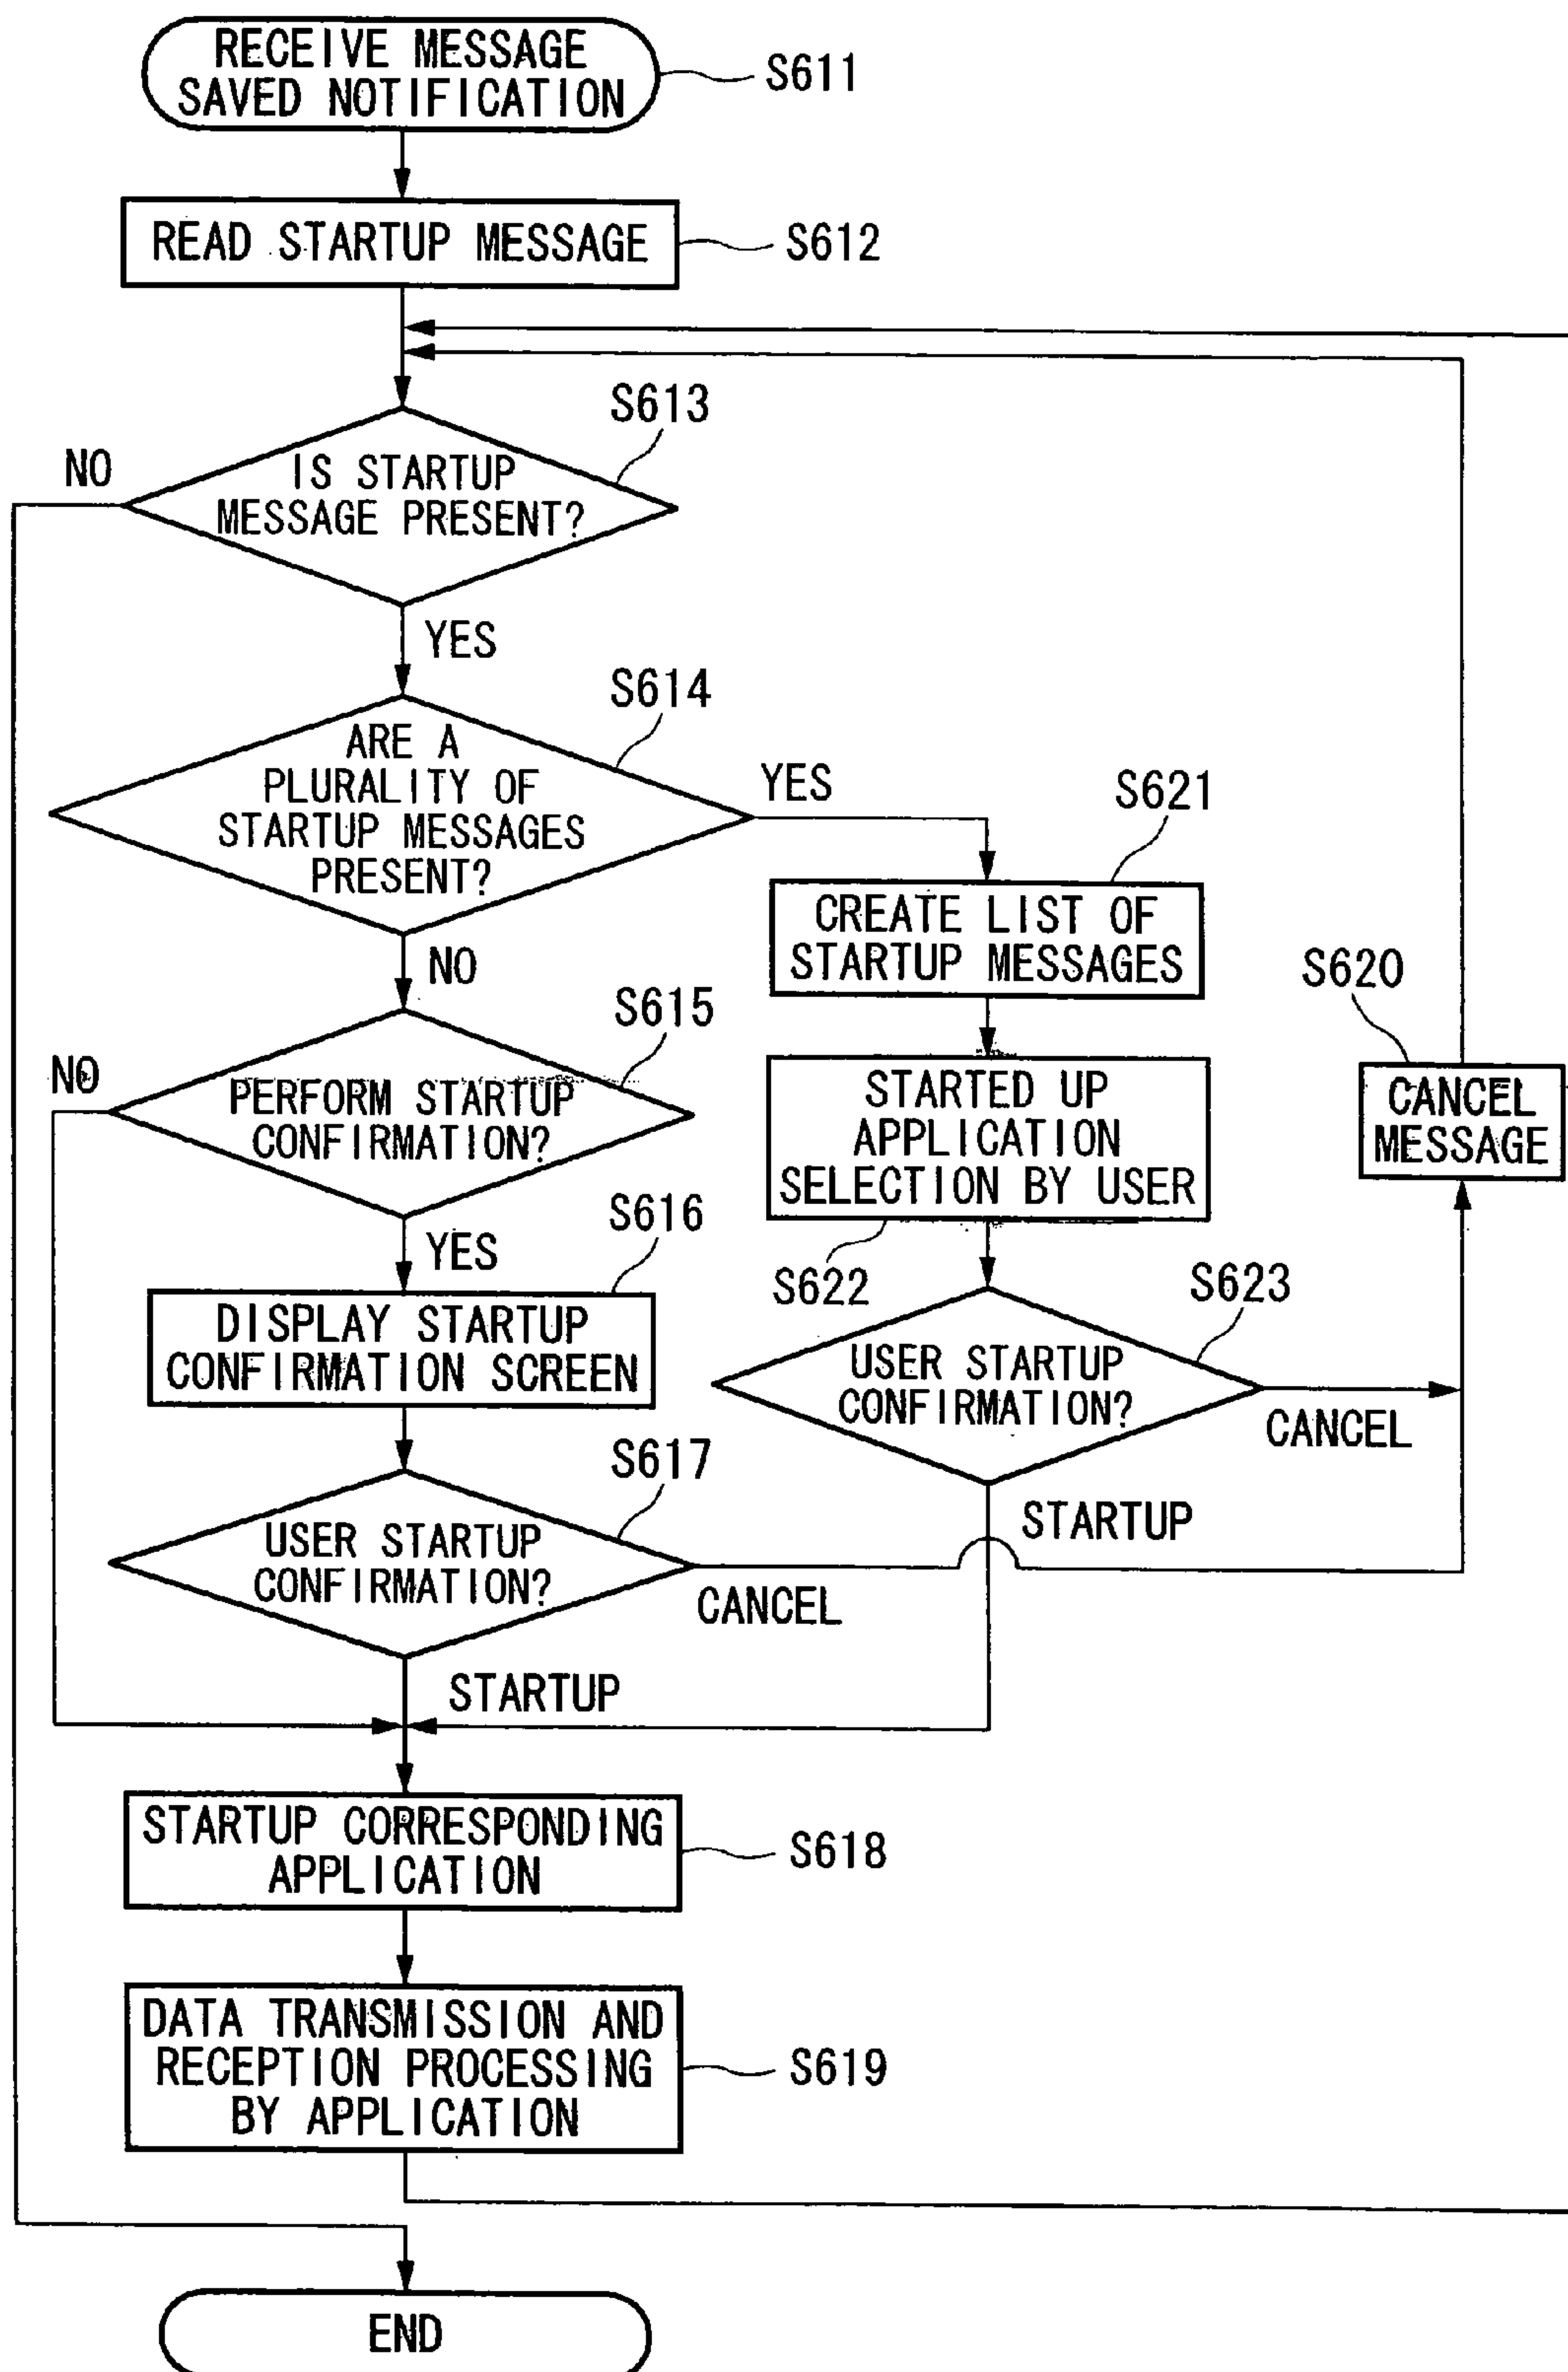 RECEIVE MESSAGE
SAVED NOTIFICATION
S611
READ STARTUP MESSAGE
S612
S613
NO
IS STARTUP
MESSAGE PRESENT?
YES
S614
ARE A
PLURALITY OF
STARTUP MESSAGES
PRESENT?
YES
NO
S621
CREATE LIST OF
STARTUP MESSAGES
S620
CANCEL
MESSAGE
S615
NO
PERFORM STARTUP
CONFIRMATION?
YES
STARTED UP
APPLICATION
SELECTION BY USER
S622
S616
DISPLAY STARTUP
CONFIRMATION SCREEN
S623
USER STARTUP
CONFIRMATION?
CANCEL
STARTUP
S617
USER STARTUP
CONFIRMATION?
CANCEL
STARTUP
STARTUP CORRESPONDING
APPLICATION
S618
DATA TRANSMISSION AND
RECEPTION PROCESSING
BY APPLICATION
S619
END